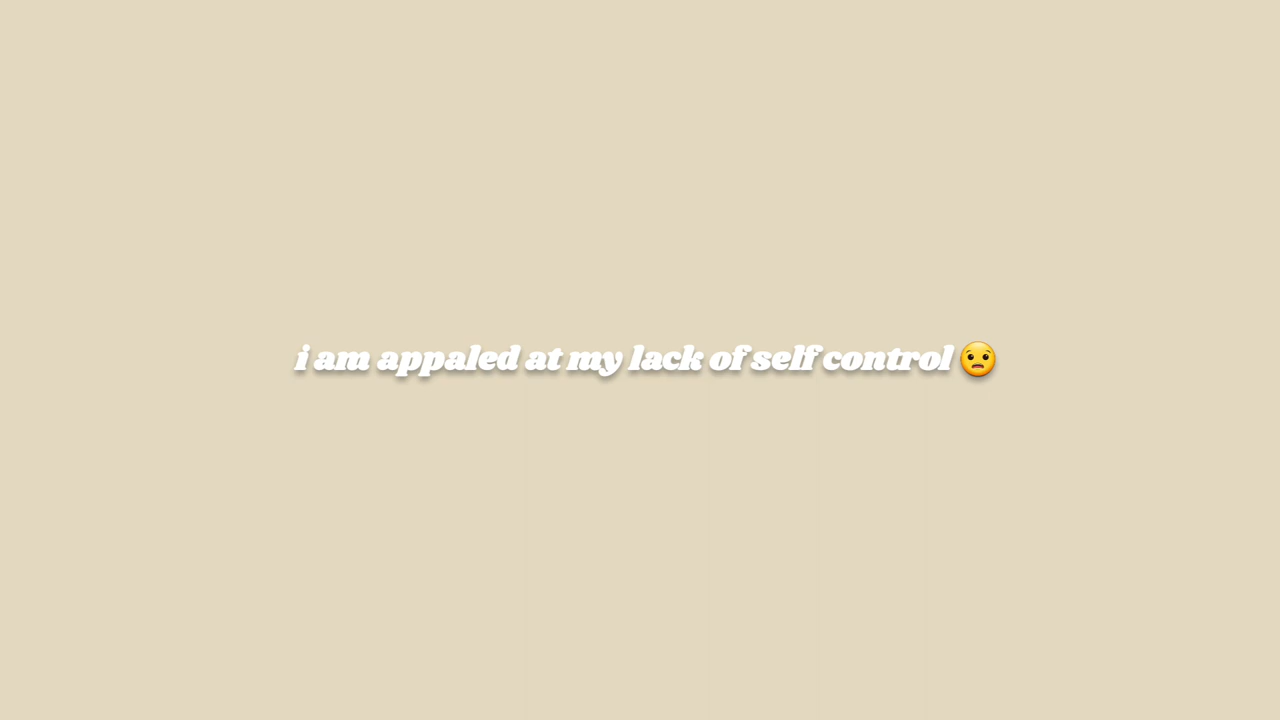 i am appaled at my lack of self control 😟